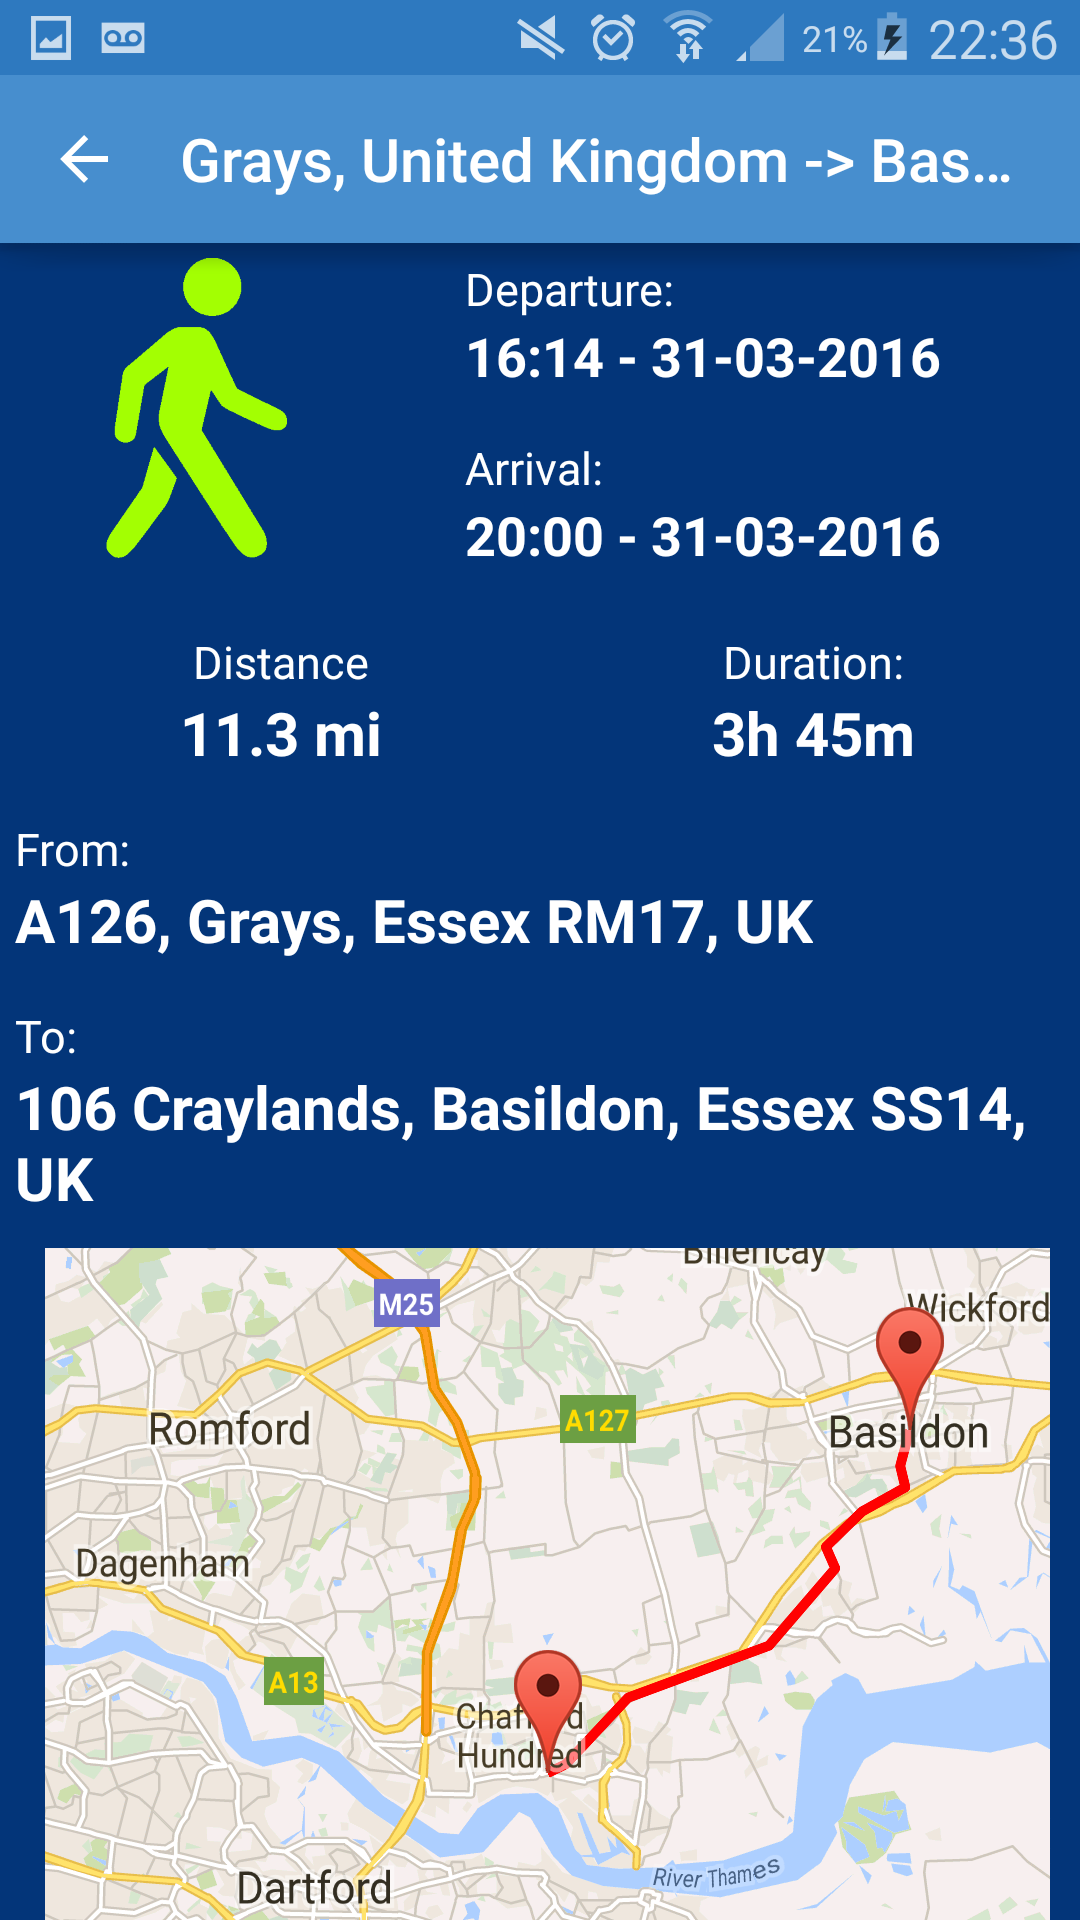 21% 22:36
Grays, United Kingdom -> Bas...
Departure:
16:14 - 31-03-2016
Arrival:
20:00 - 31-03-2016
Distance
Duration:
11.3 mi
3h 45m
From:
A126, Grays, Essex RM17, UK
To:
106 Craylands, Basildon, Essex SS14,
UK
Billericay
M25
Wickford
A127
Romford
Basildon
Dagenham
A13
Hundred
River Thames
Dartford